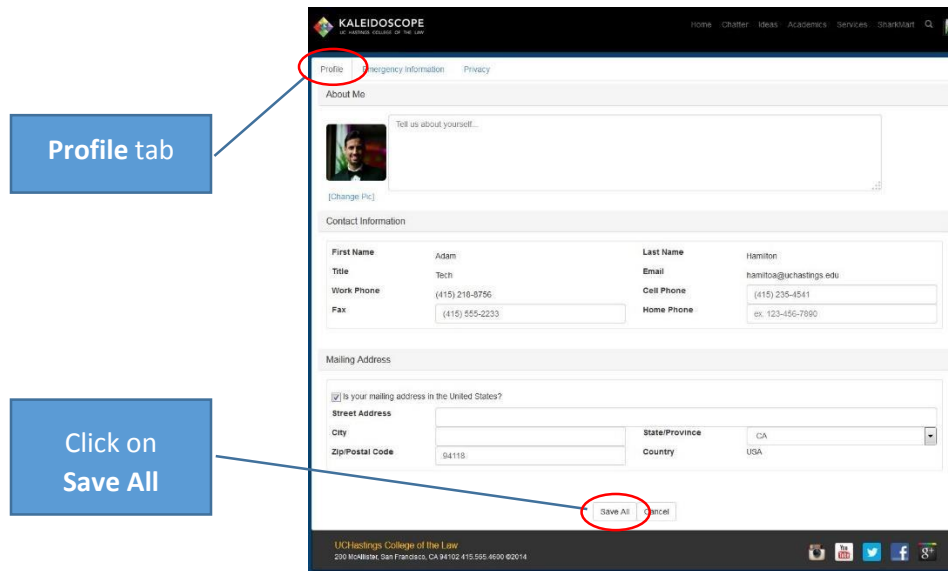 KALEIDOSCOPE
UC HASTINGS COLLEGE OF THE LAW
Home Chatter Ideas Academics Services SharkMart
Profile Emergency Information Privacy
About Me
Profile tab
Tell us about yourself...
[Change Pic]
Contact Information
First Name Adam Last Name Hamilton
Title Tech Email hamitoa@uchastings.edu
Work Phone (415) 218-8756 Cell Phone (415) 235-4541
Fax (415) 555-2233 Home Phone ex. 123-456-7890
Mailing Address
Is your mailing address in the United States?
Street Address
City State/Province CA
Zip/Postal Code 94118 Country USA
Click on
Save All
Save All Cancel
UCHastings College of the Law
200 McAllister, San Francisco, CA 94102 415.565.4600 ©2014
You Tube f g+